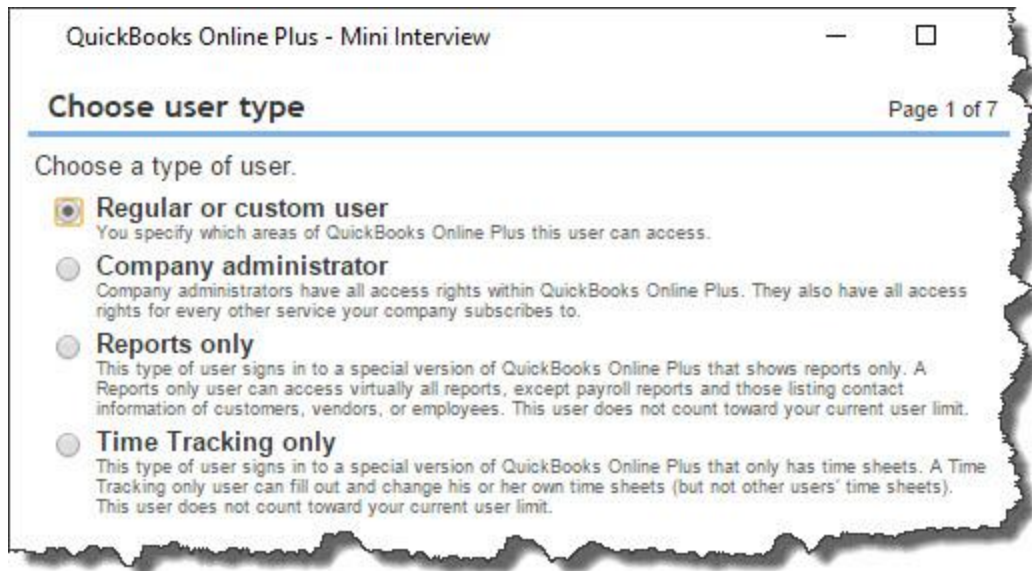 QuickBooks Online Plus - Mini Interview
Choose user type
Page 1 of 7
Choose a type of user.
Regular or custom user
You specify which areas of QuickBooks Online Plus this user can access.
Company administrator
Company administrators have all access rights within QuickBooks Online Plus. They also have all access
rights for every other service your company subscribes to.
Reports only
This type of user signs in to a special version of QuickBooks Online Plus that shows reports only. A
Reports only user can access virtually all reports, except payroll reports and those listing contact
information of customers, vendors, or employees. This user does not count toward your current user limit.
Time Tracking only
This type of user signs in to a special version of QuickBooks Online Plus that only has time sheets. A Time
Tracking only user can fill out and change his or her own time sheets (but not other users' time sheets).
This user does not count toward your current user limit.